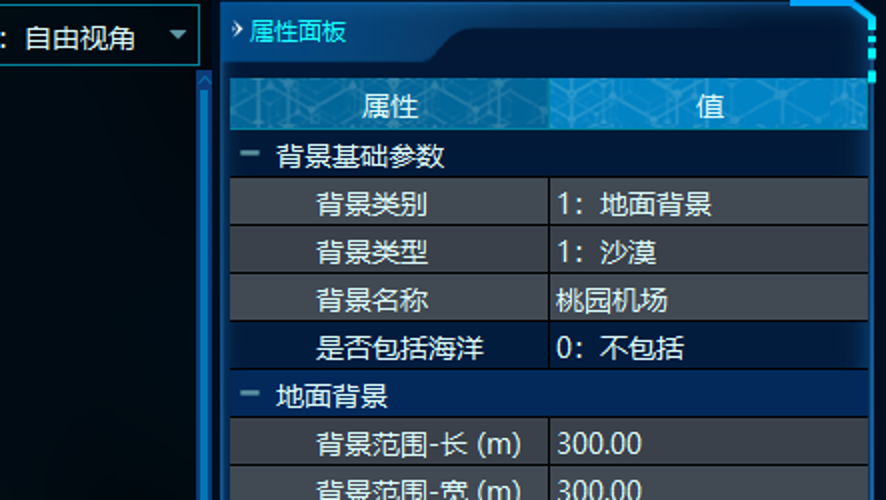 ：自由视角
属性面板
属性 值
背景基础参数
背景类别 1：地面背景
背景类型 1：沙漠
背景名称 桃园机场
是否包括海洋 0：不包括
地面背景
背景范围-长 (m) 300.00
背景范围-宽 (m) 300.00